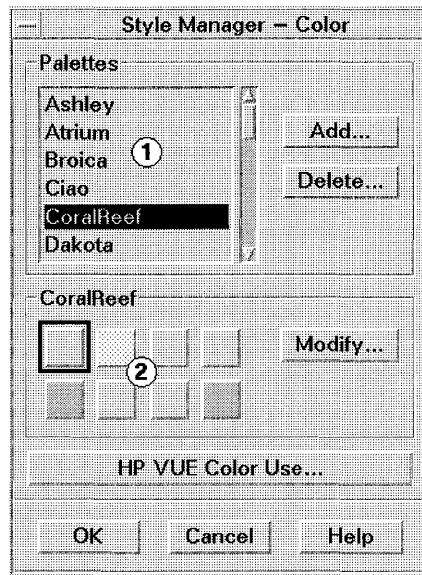 Style Manager – Color
Palettes
Ashley
Atrium
Broica
Ciao
CoralReef
Dakota
1
Add...
Delete...
CoralReef
2
Modify...
HP VUE Color Use...
OK
Cancel
Help